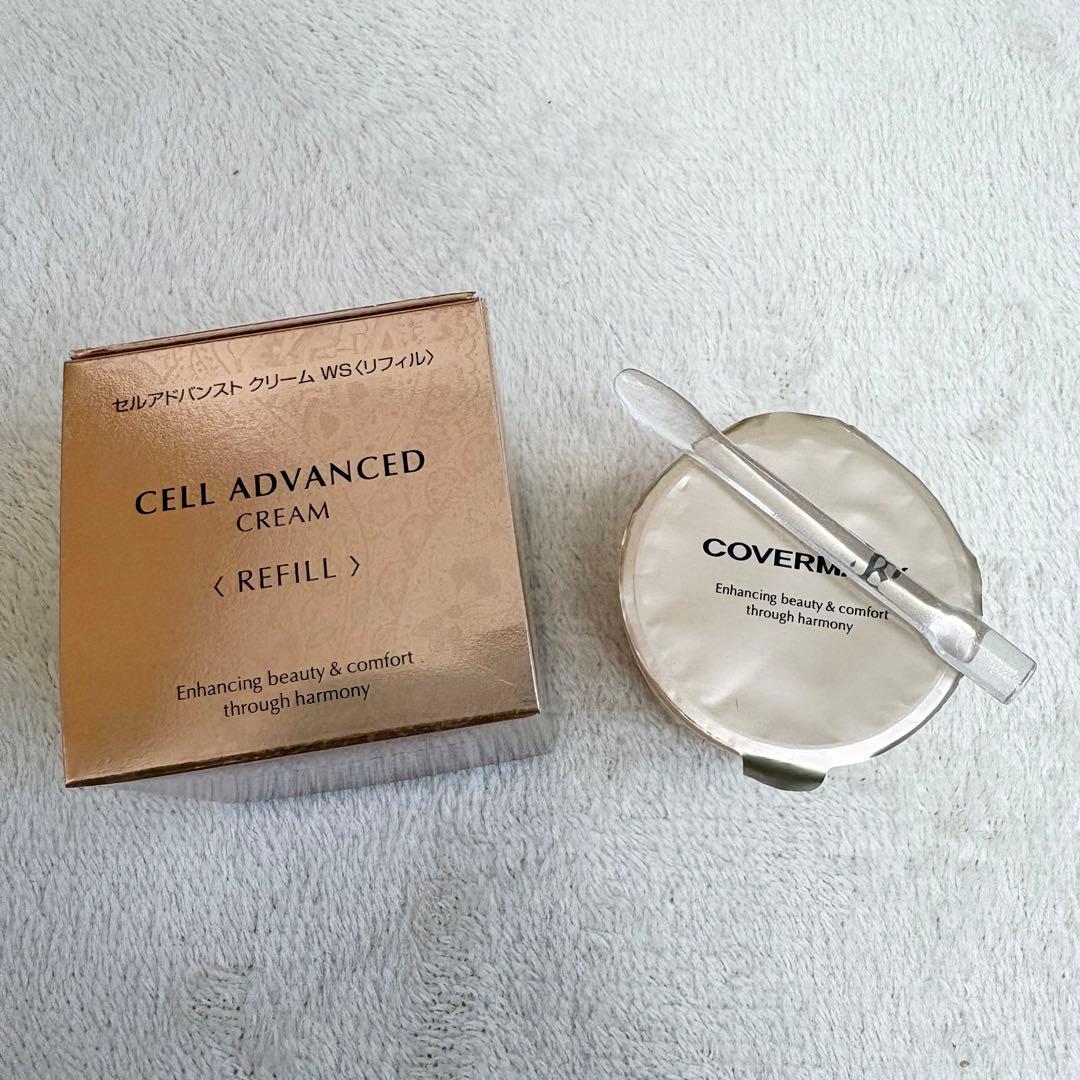 セルアドバンスト クリーム WS〈リフィル〉
CELL ADVANCED
CREAM
〈 REFILL 〉
Enhancing beauty & comfort
through harmony
COVERMARK
Enhancing beauty & comfort
through harmony